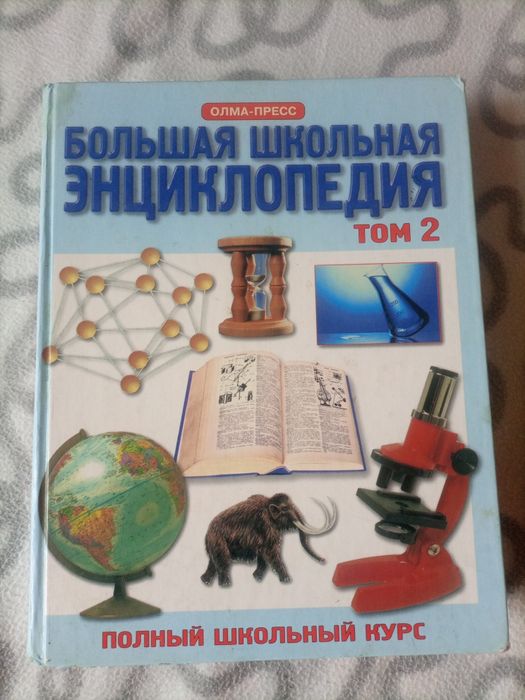 ОЛМА-ПРЕСС
БОЛЬШАЯ ШКОЛЬНАЯ
ЭНЦИКЛОПЕДИЯ
ТОМ 2
ПОЛНЫЙ ШКОЛЬНЫЙ КУРС